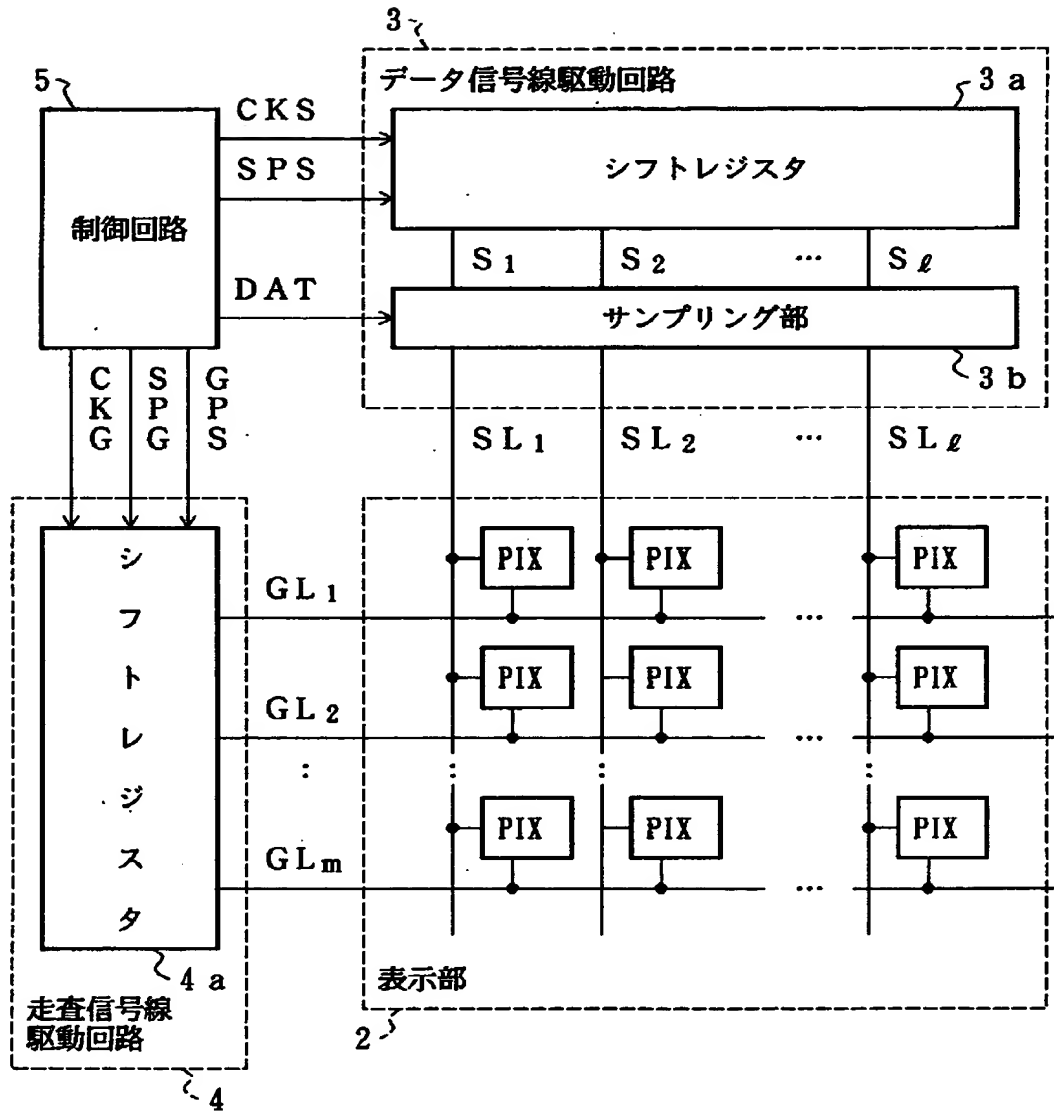 3
データ信号線駆動回路
3a
5
CKS
SPS
シフトレジスタ
制御回路
S1 S2 … Sℓ
DAT
サンプリング部
3b
CKG
SPG
GPS
SL1 SL2 … SLℓ
シフトレジスタ
PIX PIX PIX
GL1
…
PIX PIX PIX
GL2
…
:
: : :
PIX PIX PIX
GLm
…
4a
走査信号線
駆動回路
4
表示部
2